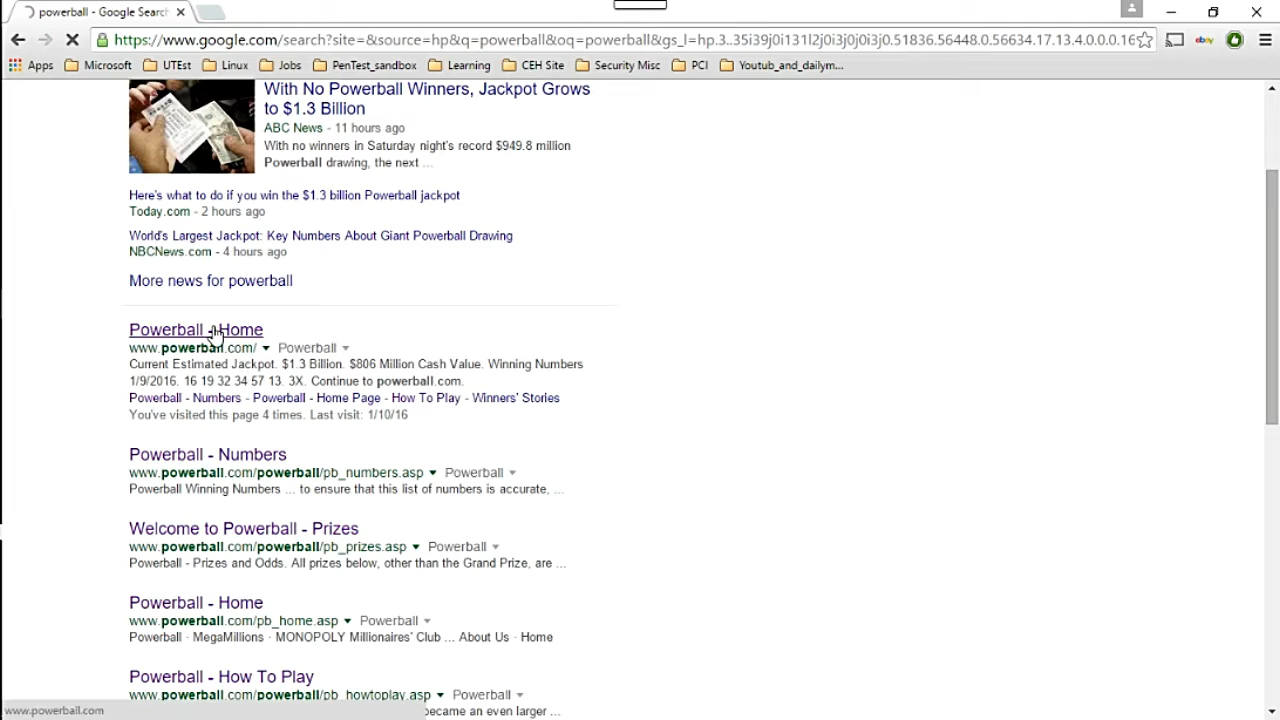 powerball - Google Search
https://www.google.com/search?site=&source=hp&q=powerball&oq=powerball&gs_l=hp.3..35i39j0i131l2j0i3j0j0i3j0.51836.56448.0.56634.17.13.4.0.0.0.16
Apps Microsoft UTEst Linux Jobs PenTest_sandbox Learning CEH Site Security Misc PCI Youtub_and_dailym...
With No Powerball Winners, Jackpot Grows
to $1.3 Billion
ABC News - 11 hours ago
With no winners in Saturday night's record $949.8 million
Powerball drawing, the next ...
Here's what to do if you win the $1.3 billion Powerball jackpot
Today.com - 2 hours ago
World's Largest Jackpot: Key Numbers About Giant Powerball Drawing
NBCNews.com - 4 hours ago
More news for powerball
Powerball - Home
www.powerball.com/ Powerball
Current Estimated Jackpot. $1.3 Billion. $806 Million Cash Value. Winning Numbers
1/9/2016. 16 19 32 34 57 13. 3X. Continue to powerball.com.
Powerball - Numbers - Powerball - Home Page - How To Play - Winners' Stories
You've visited this page 4 times. Last visit: 1/10/16
Powerball - Numbers
www.powerball.com/powerball/pb_numbers.asp Powerball
Powerball Winning Numbers ... to ensure that this list of numbers is accurate, ...
Welcome to Powerball - Prizes
www.powerball.com/powerball/pb_prizes.asp Powerball
Powerball - Prizes and Odds. All prizes below, other than the Grand Prize, are ...
Powerball - Home
www.powerball.com/pb_home.asp Powerball
Powerball · MegaMillions · MONOPOLY Millionaires' Club ... About Us · Home
Powerball - How To Play
www.powerball.com/powerball/pb_howtoplay.asp Powerball
became an even larger ...
www.powerball.com